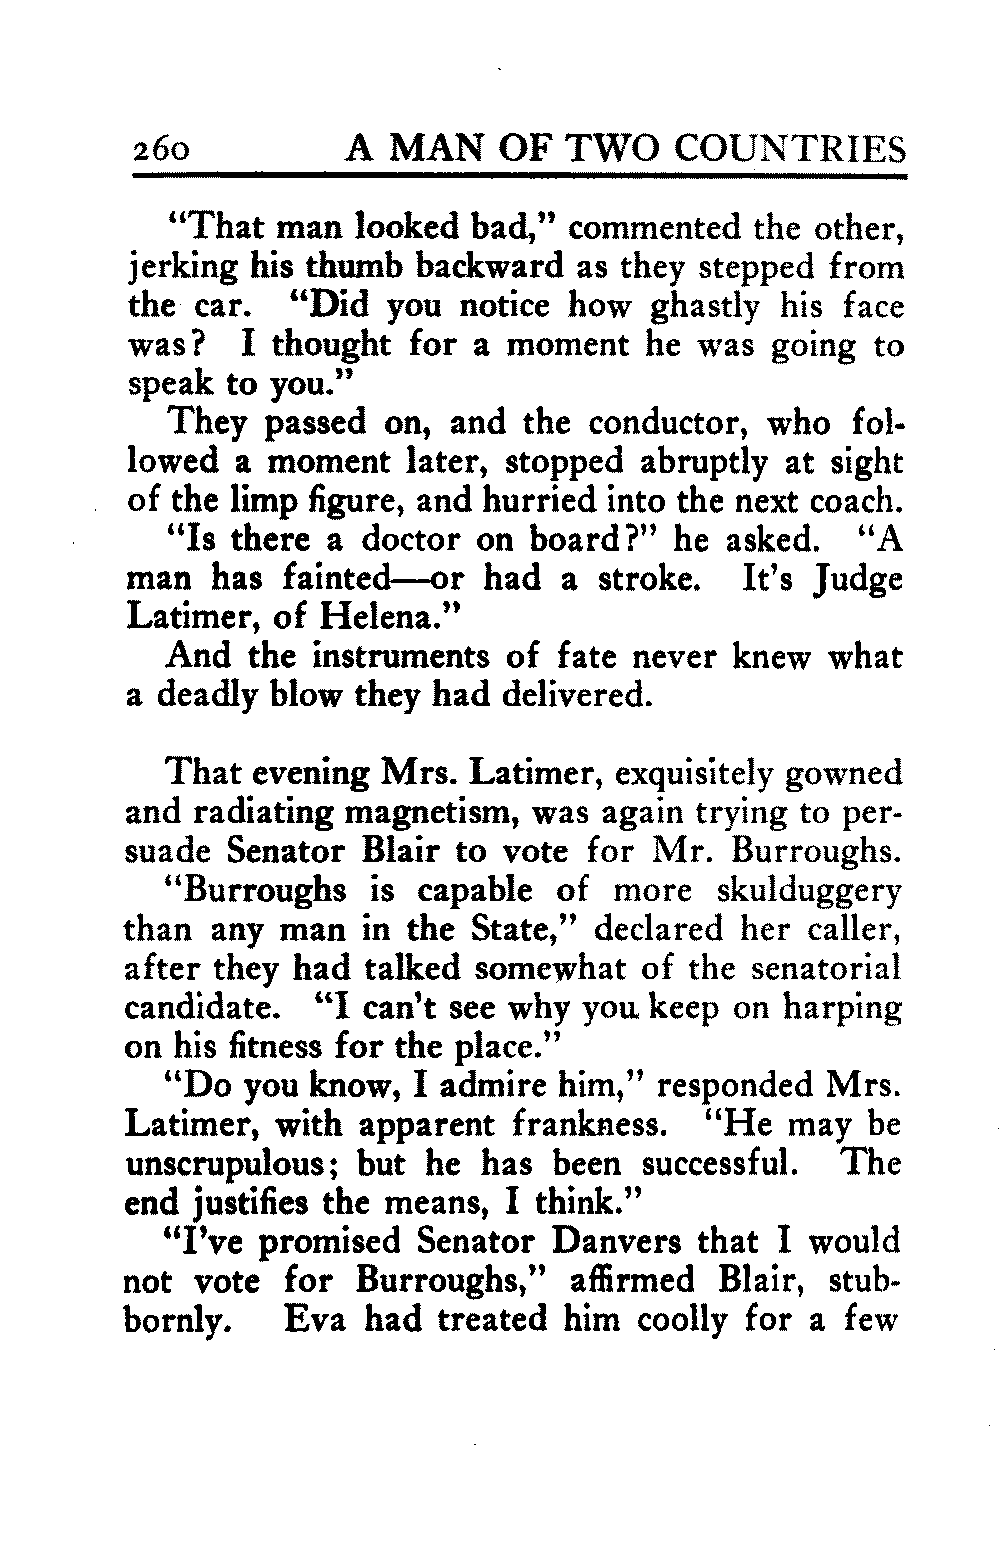 260 A MAN OF TWO COUNTRIES
“That man looked bad,” commented the other,
jerking his thumb backward as they stepped from
the car. “Did you notice how ghastly his face
was? I thought for a moment he was going to
speak to you.”
They passed on, and the conductor, who fol-
lowed a moment later, stopped abruptly at sight
of the limp figure, and hurried into the next coach.
“Is there a doctor on board?” he asked. “A
man has fainted—or had a stroke. It’s Judge
Latimer, of Helena.”
And the instruments of fate never knew what
a deadly blow they had delivered.
That evening Mrs. Latimer, exquisitely gowned
and radiating magnetism, was again trying to per-
suade Senator Blair to vote for Mr. Burroughs.
“Burroughs is capable of more skulduggery
than any man in the State,” declared her caller,
after they had talked somewhat of the senatorial
candidate. “I can’t see why you keep on harping
on his fitness for the place.”
“Do you know, I admire him,” responded Mrs.
Latimer, with apparent frankness. “He may be
unscrupulous; but he has been successful. The
end justifies the means, I think.”
“I’ve promised Senator Danvers that I would
not vote for Burroughs,” affirmed Blair, stub-
bornly. Eva had treated him coolly for a few